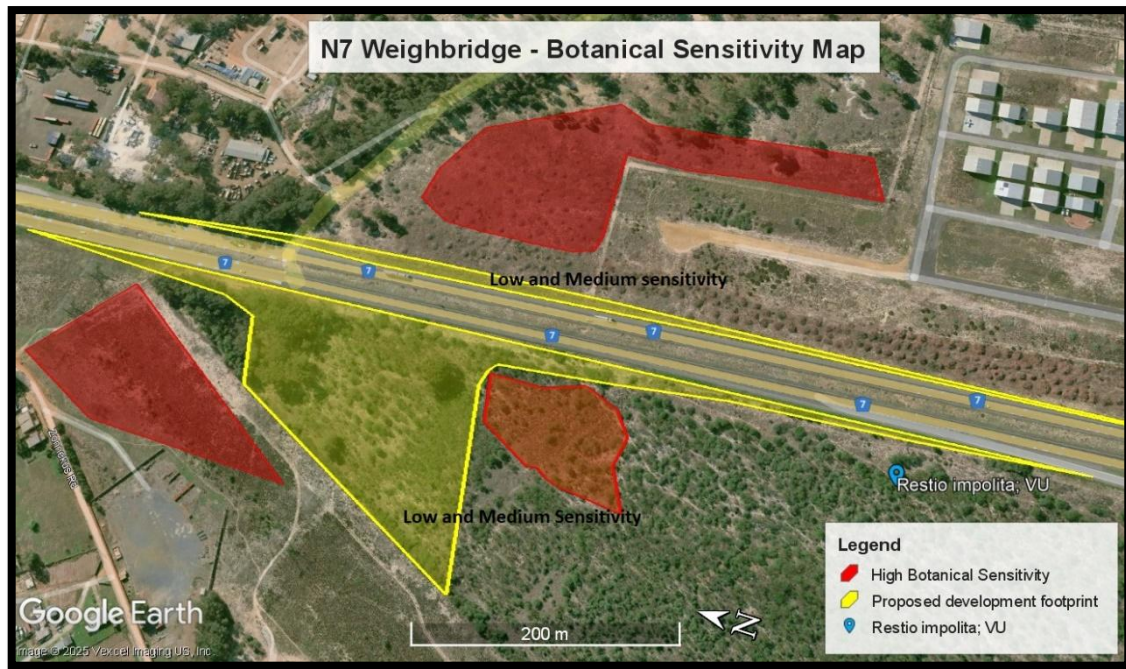 N7 Weighbridge - Botanical Sensitivity Map
7
7
Low and Medium sensitivity
7
7
7
7
Restio impolita; VU
Low and Medium Sensitivity
Legend
High Botanical Sensitivity
Proposed development footprint
Restio impolita; VU
Google Earth
N
200 m
Image © 2025 Vexcel Imaging US, Inc